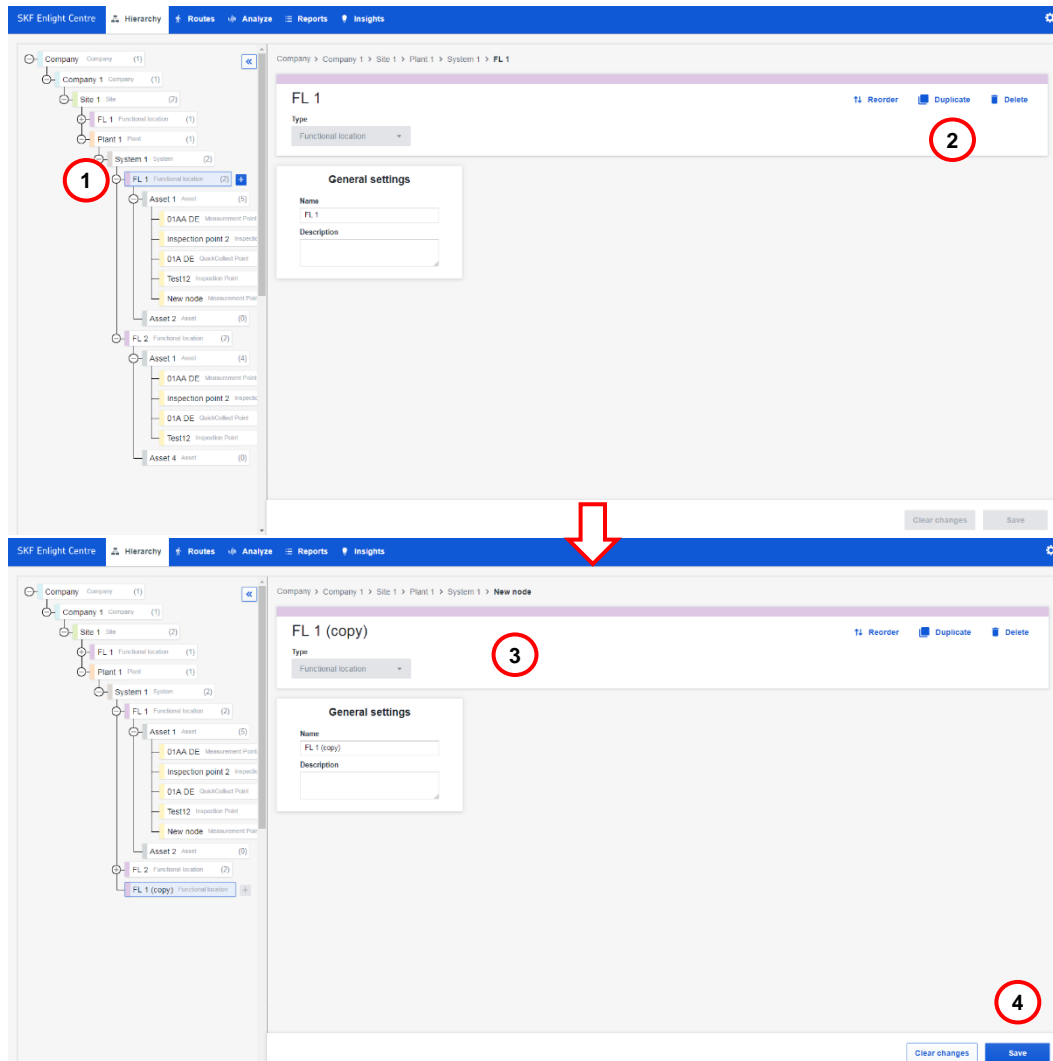 SKF Enlight Centre Hierarchy Routes Analyze Reports Insights
Company Company (1)
Company 1 Company (1)
Site 1 Site (2)
FL 1 Functional location (1)
Plant 1 Plant (1)
System 1 System (2)
1
FL 1 Functional location (2)
Asset 1 Asset (5)
01AA DE Measurement Point
Inspection point 2 Inspectio
01A DE QuickCollect Point
Test12 Inspection Point
New node Measurement Poin
Asset 2 Asset (0)
FL 2 Functional location (2)
Asset 1 Asset (4)
01AA DE Measurement Point
Inspection point 2 Inspectio
01A DE QuickCollect Point
Test12 Inspection Point
Asset 4 Asset (0)
Company > Company 1 > Site 1 > Plant 1 > System 1 > FL 1
FL 1
Reorder Duplicate Delete
2
Type
Functional location
General settings
Name
FL 1
Description
Clear changes Save
SKF Enlight Centre Hierarchy Routes Analyze Reports Insights
Company Company (1)
Company 1 Company (1)
Site 1 Site (2)
FL 1 Functional location (1)
Plant 1 Plant (1)
System 1 System (2)
FL 1 Functional location (2)
Asset 1 Asset (5)
01AA DE Measurement Point
Inspection point 2 Inspectio
01A DE QuickCollect Point
Test12 Inspection Point
New node Measurement Poin
Asset 2 Asset (0)
FL 2 Functional location (2)
FL 1 (copy) Functional location
Company > Company 1 > Site 1 > Plant 1 > System 1 > New node
FL 1 (copy)
Reorder Duplicate Delete
3
Type
Functional location
General settings
Name
FL 1 (copy)
Description
4
Clear changes Save